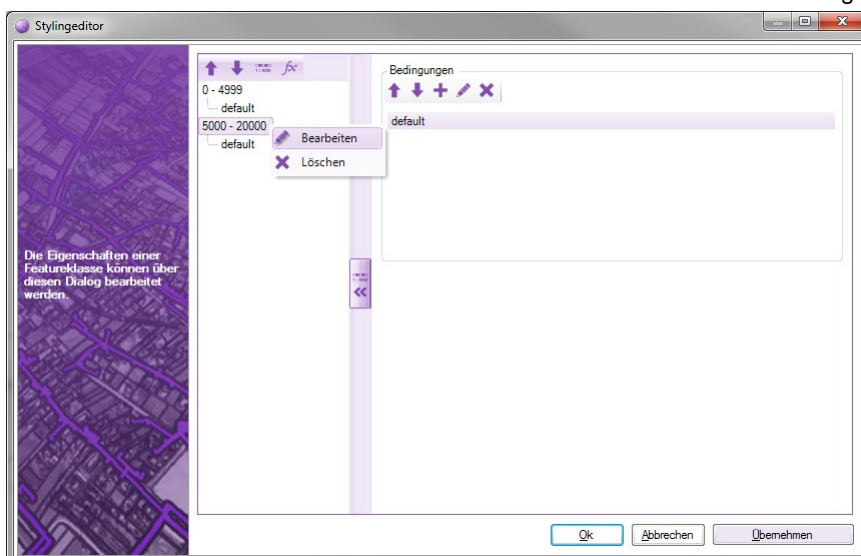 Stylingeditor
fx
0 - 4999
default
5000 - 20000
default
Bearbeiten
Löschen
Bedingungen
default
Die Eigenschaften einer
Featureklasse können über
diesen Dialog bearbeitet
werden.
Ok
Abbrechen
Übernehmen